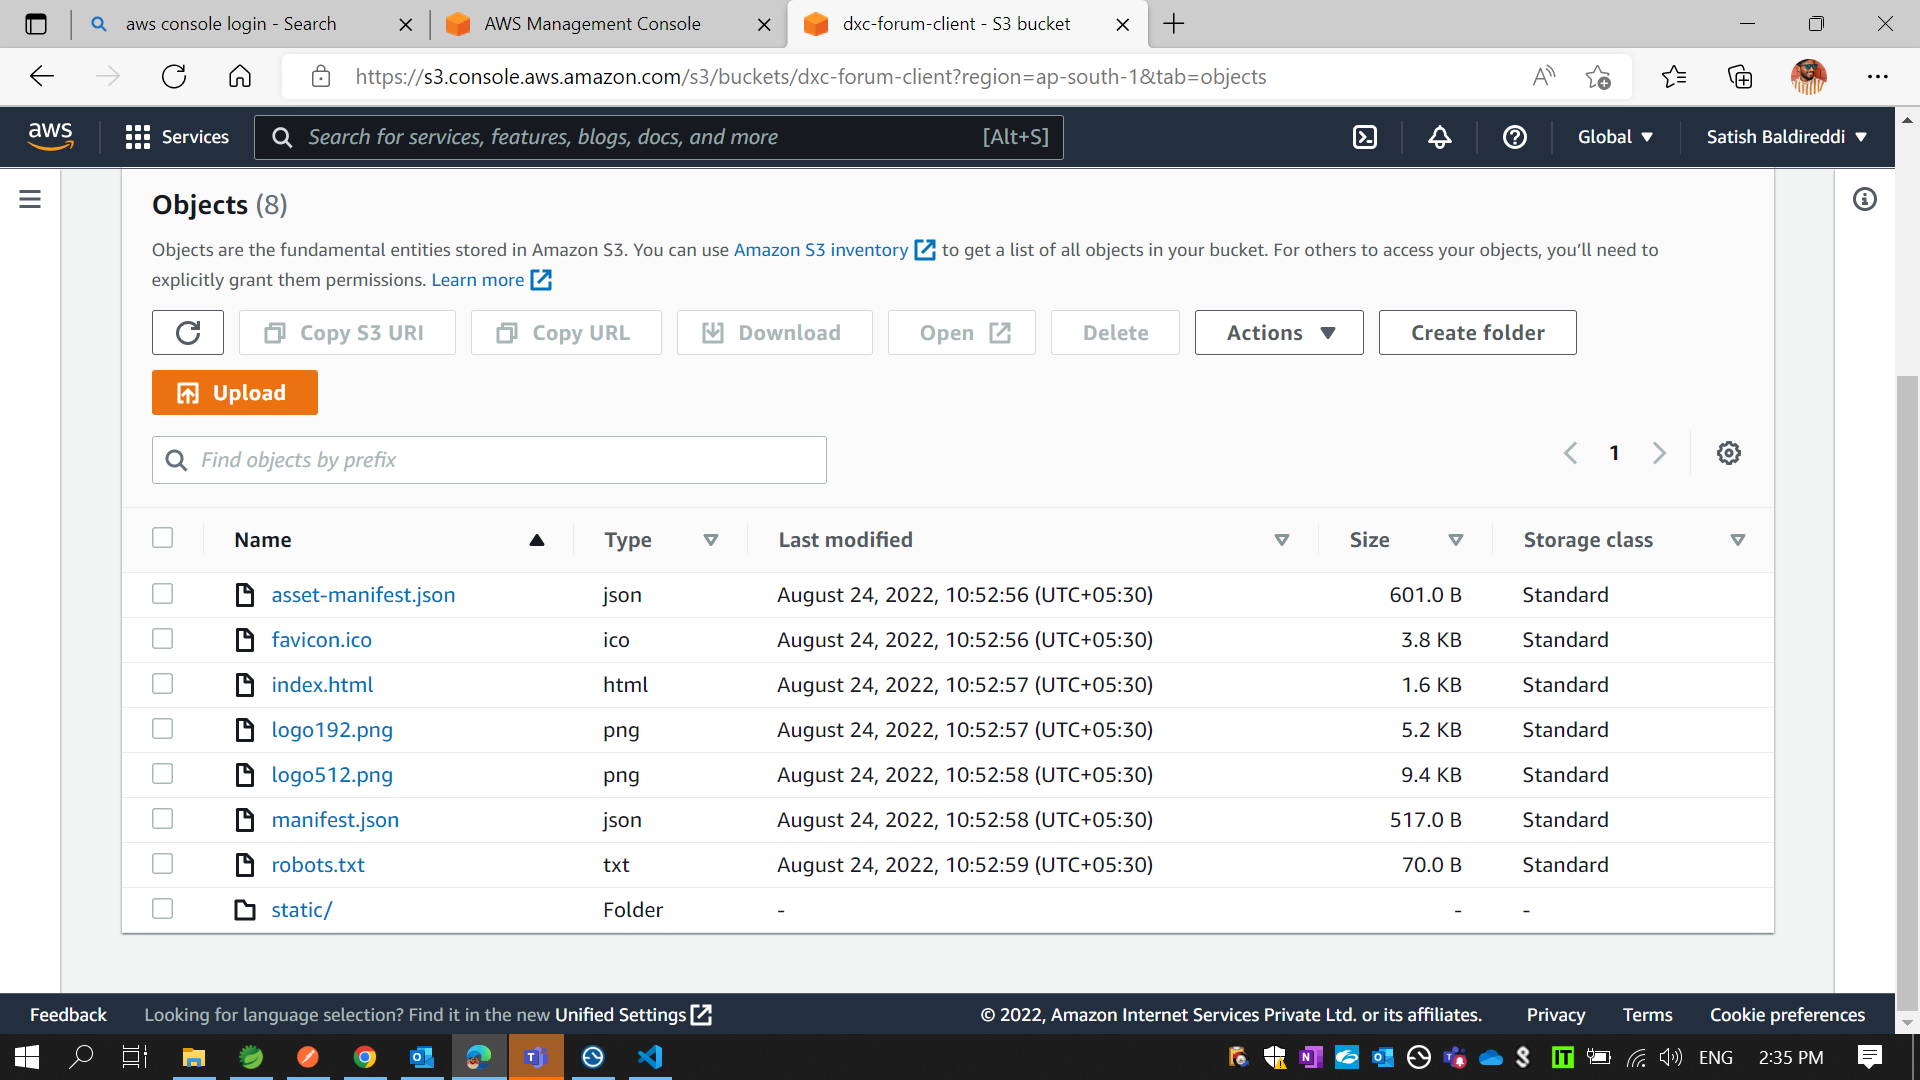 aws console login - Search
AWS Management Console
dxc-forum-client - S3 bucket
https://s3.console.aws.amazon.com/s3/buckets/dxc-forum-client?region=ap-south-1&tab=objects
aws
Services
Search for services, features, blogs, docs, and more
[Alt+S]
Global
Satish Baldireddi
Objects (8)
Objects are the fundamental entities stored in Amazon S3. You can use Amazon S3 inventory to get a list of all objects in your bucket. For others to access your objects, you’ll need to
explicitly grant them permissions. Learn more
Copy S3 URI
Copy URL
Download
Open
Delete
Actions
Create folder
Upload
Find objects by prefix
1
Name
Type
Last modified
Size
Storage class
asset-manifest.json json August 24, 2022, 10:52:56 (UTC+05:30) 601.0 B Standard
favicon.ico ico August 24, 2022, 10:52:56 (UTC+05:30) 3.8 KB Standard
index.html html August 24, 2022, 10:52:57 (UTC+05:30) 1.6 KB Standard
logo192.png png August 24, 2022, 10:52:57 (UTC+05:30) 5.2 KB Standard
logo512.png png August 24, 2022, 10:52:58 (UTC+05:30) 9.4 KB Standard
manifest.json json August 24, 2022, 10:52:58 (UTC+05:30) 517.0 B Standard
robots.txt txt August 24, 2022, 10:52:59 (UTC+05:30) 70.0 B Standard
static/ Folder - - -
Feedback
Looking for language selection? Find it in the new Unified Settings
© 2022, Amazon Internet Services Private Ltd. or its affiliates.
Privacy
Terms
Cookie preferences
ENG
2:35 PM